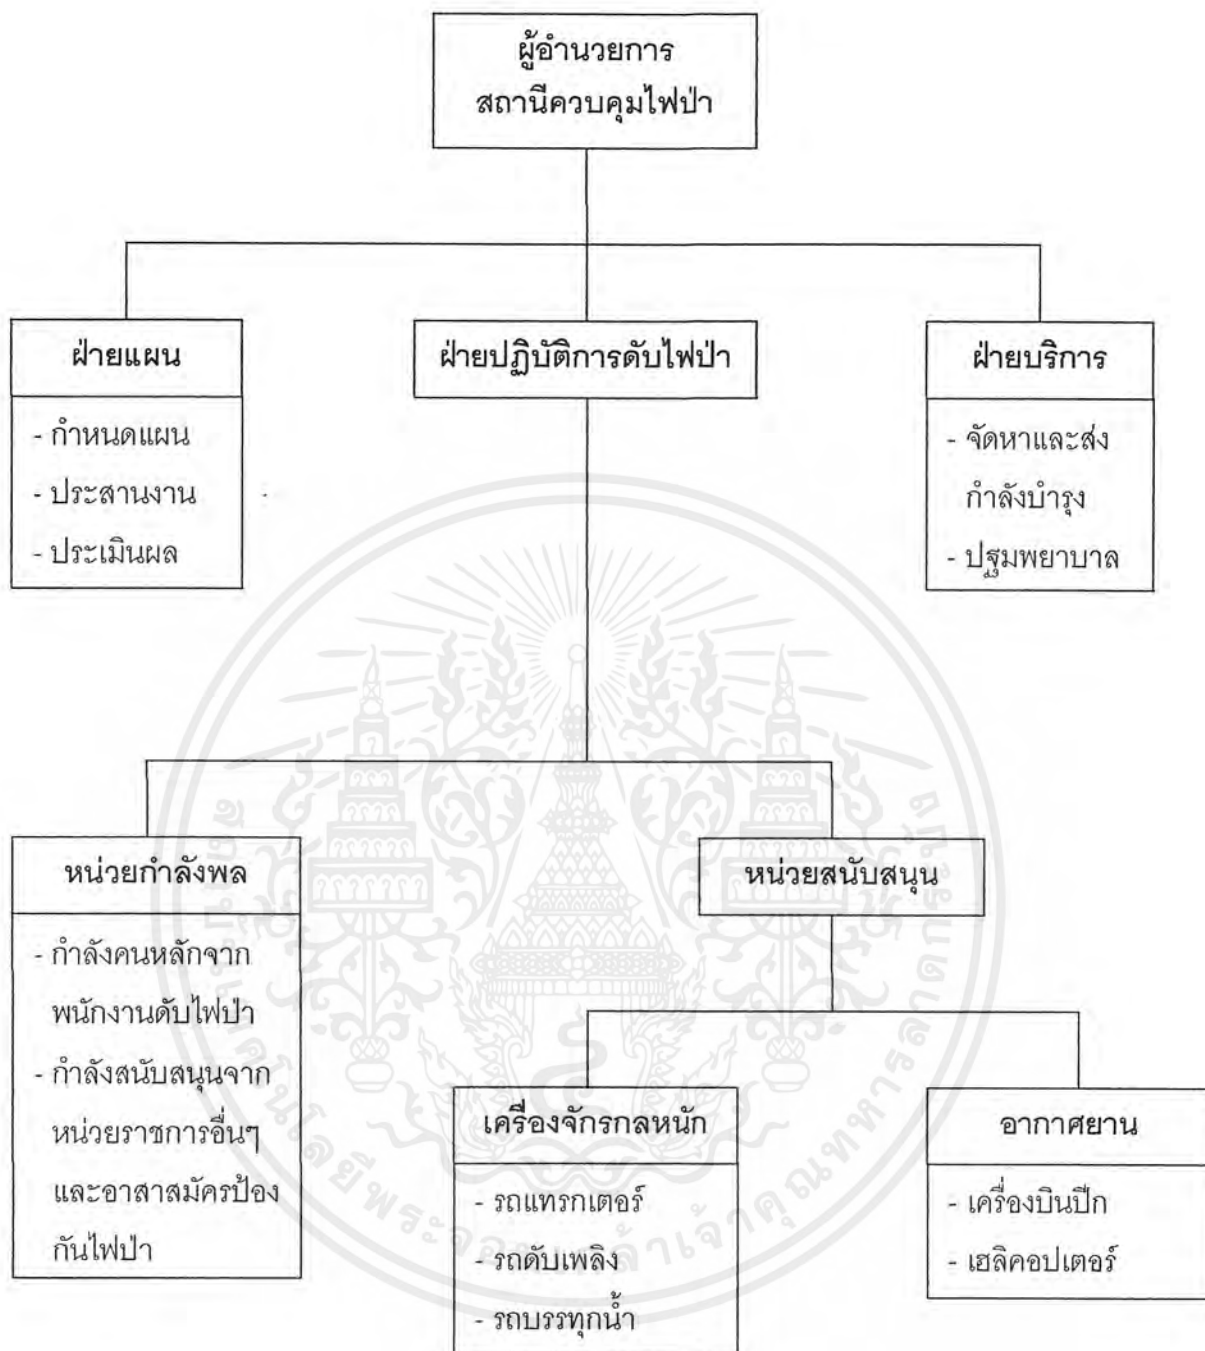 ผู้อำนวยการ
สถานีควบคุมไฟป่า
ฝ่ายแผน
- กำหนดแผน
- ประสานงาน
- ประเมินผล
ฝ่ายปฏิบัติการดับไฟป่า
ฝ่ายบริการ
- จัดหาและส่ง
กำลังบำรุง
- ปฐมพยาบาล
หน่วยกำลังพล
- กำลังคนหลักจาก
พนักงานดับไฟป่า
- กำลังสนับสนุนจาก
หน่วยราชการอื่นๆ
และอาสาสมัครป้อง
กันไฟป่า
หน่วยสนับสนุน
เครื่องจักรกลหนัก
- รถแทรกเตอร์
- รถดับเพลิง
- รถบรรทุกน้ำ
อากาศยาน
- เครื่องบินปีก
- เฮลิคอปเตอร์